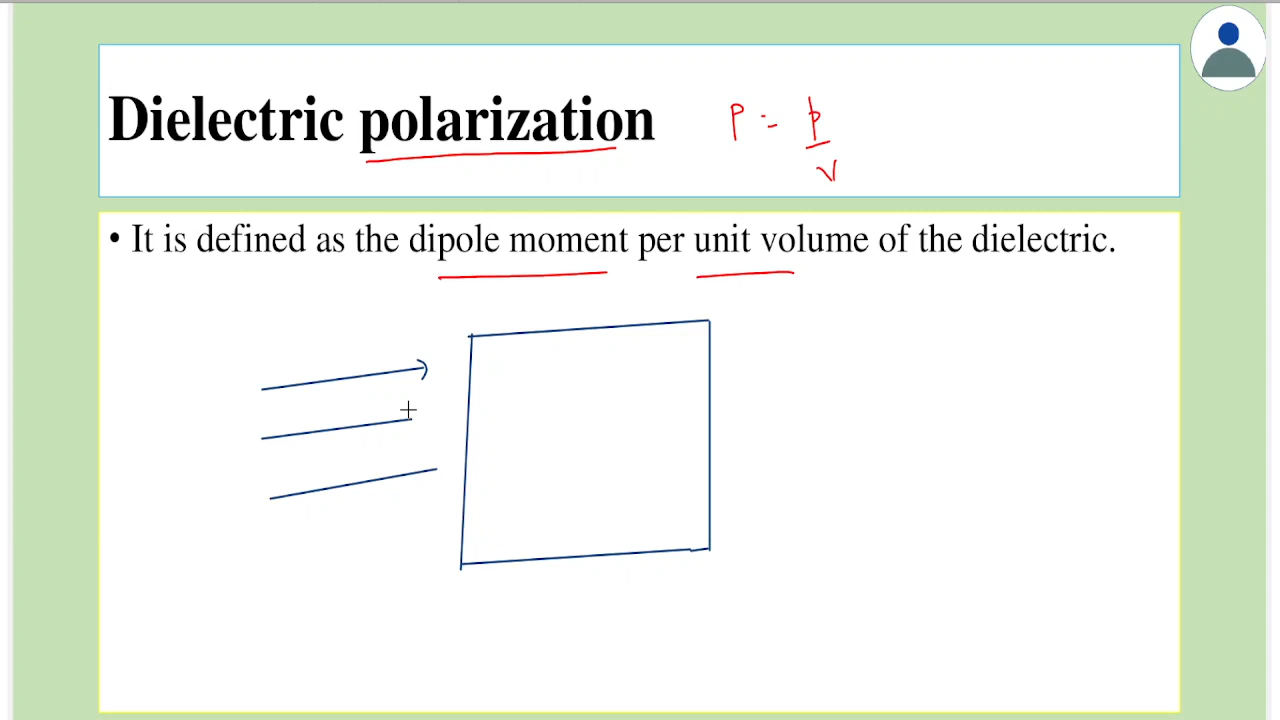 Dielectric polarization
P = p/V
• It is defined as the dipole moment per unit volume of the dielectric.